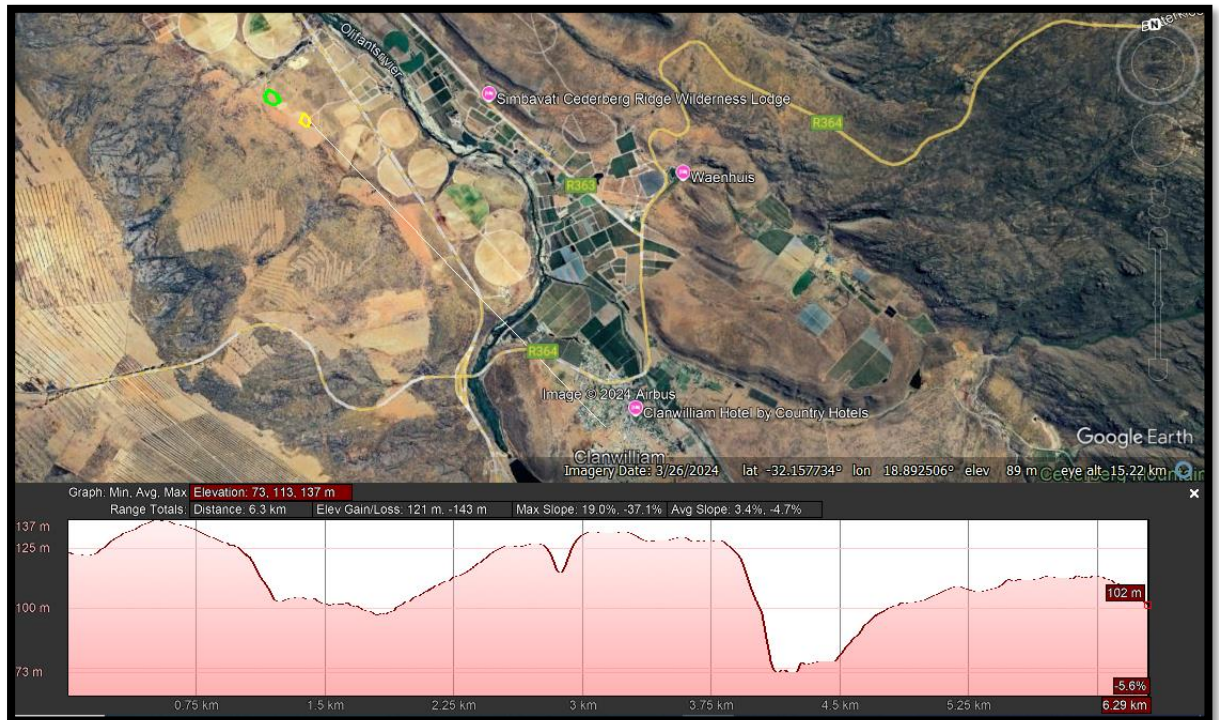 N
Olifantsrivier
Simbavati Cederberg Ridge Wilderness Lodge
R364
Waenhuis
R363
R364
Image © 2024 Airbus
Clanwilliam Hotel by Country Hotels
Google Earth
Clanwilliam
Imagery Date: 3/26/2024 lat -32.157734° lon 18.892506° elev 89 m eye alt 15.22 km
Graph: Min, Avg, Max Elevation: 73, 113, 137 m
Range Totals: Distance: 6.3 km Elev Gain/Loss: 121 m, -143 m Max Slope: 19.0%, -37.1% Avg Slope: 3.4%, -4.7%
137 m
125 m
100 m
102 m
73 m
-5.6%
0.75 km 1.5 km 2.25 km 3 km 3.75 km 4.5 km 5.25 km 6.29 km